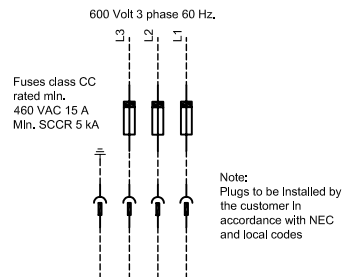 600 Volt 3 phase 60 Hz.
L3 L2 L1
Fuses class CC
rated min.
460 VAC 15 A
Min. SCCR 5 kA
Note:
Plugs to be Installed by
the customer In
accordance with NEC
and local codes